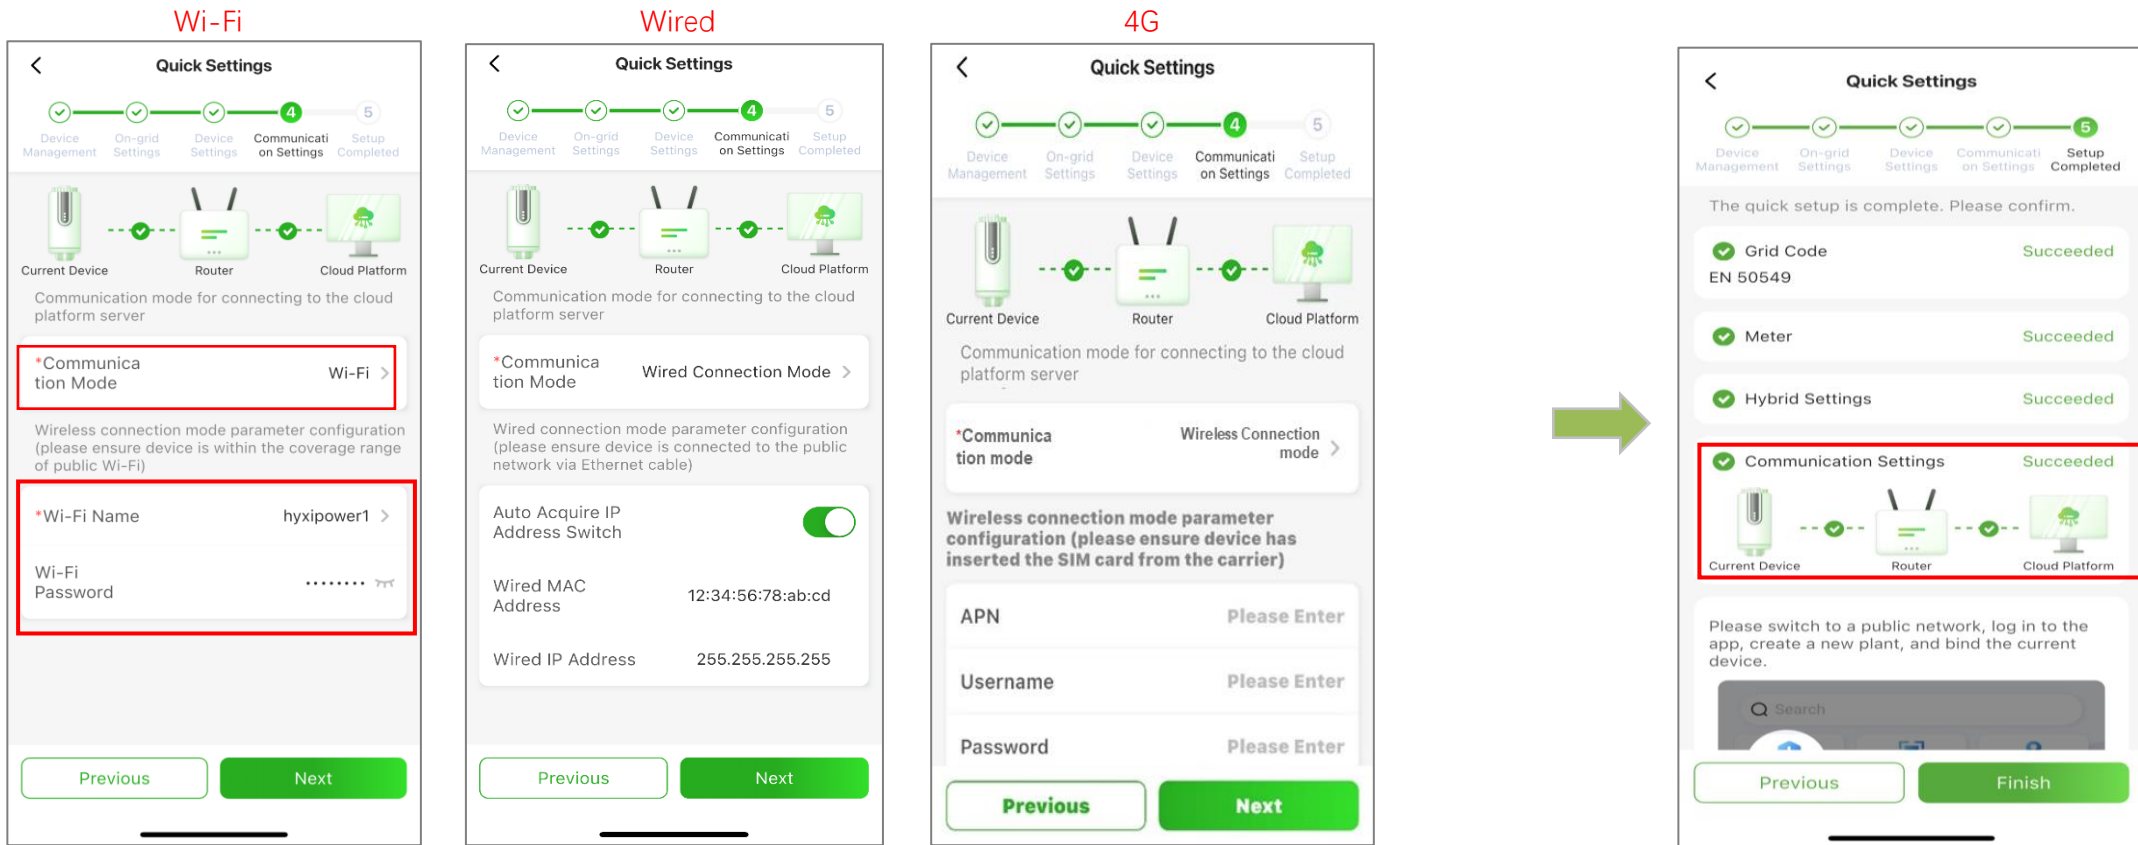 Wi-Fi
Quick Settings
4
5
Device Management
On-grid Settings
Device Settings
Communicati on Settings
Setup Completed
Current Device
Router
Cloud Platform
Communication mode for connecting to the cloud
platform server
*Communica
tion Mode
Wi-Fi
Wireless connection mode parameter configuration
(please ensure device is within the coverage range
of public Wi-Fi)
*Wi-Fi Name
hyxipower1
Wi-Fi
Password
••••••••
Previous
Next
Wired
Quick Settings
4
5
Device Management
On-grid Settings
Device Settings
Communicati on Settings
Setup Completed
Current Device
Router
Cloud Platform
Communication mode for connecting to the cloud
platform server
*Communica
tion Mode
Wired Connection Mode
Wired connection mode parameter configuration
(please ensure device is connected to the public
network via Ethernet cable)
Auto Acquire IP
Address Switch
Wired MAC
Address
12:34:56:78:ab:cd
Wired IP Address
255.255.255.255
Previous
Next
4G
Quick Settings
4
5
Device Management
On-grid Settings
Device Settings
Communicati on Settings
Setup Completed
Current Device
Router
Cloud Platform
Communication mode for connecting to the cloud
platform server
*Communica
tion mode
Wireless Connection
mode
Wireless connection mode parameter
configuration (please ensure device has
inserted the SIM card from the carrier)
APN
Please Enter
Username
Please Enter
Password
Please Enter
Previous
Next
Quick Settings
5
Device Management
On-grid Settings
Device Settings
Communicati on Settings
Setup Completed
The quick setup is complete. Please confirm.
Grid Code
Succeeded
EN 50549
Meter
Succeeded
Hybrid Settings
Succeeded
Communication Settings
Succeeded
Current Device
Router
Cloud Platform
Please switch to a public network, log in to the
app, create a new plant, and bind the current
device.
Search
Previous
Finish